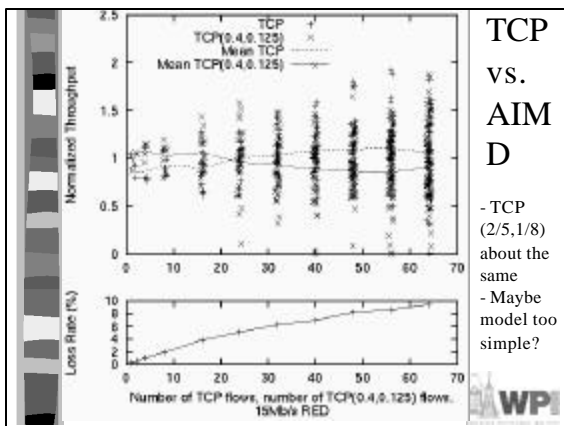 2.5
2
1.5
1
0.5
0
Normalized Throughput
TCP +
TCP(0.4,0.125) ×
Mean TCP
Mean TCP(0.4,0.125)
0 10 20 30 40 50 60 70
10
8
6
4
2
0
Loss Rate (%)
0 10 20 30 40 50 60 70
Number of TCP flows, number of TCP(0.4,0.125) flows.
15Mb/s RED
TCP
vs.
AIM
D
- TCP
(2/5,1/8)
about the
same
- Maybe
model too
simple?
WPI